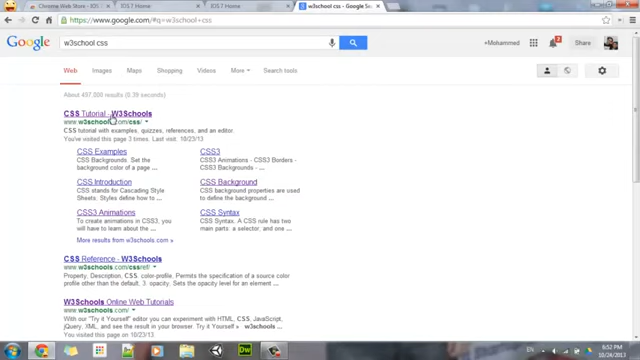 Chrome Web Store - IOS 7
IOS.7 Home
IOS.7 Home
w3school css - Google Se
https://www.google.com/#q=w3school+css
Google
w3school css
+Mohammed
Share
Web Images Maps Shopping Videos More Search tools
About 497,000 results (0.39 seconds)
CSS Tutorial - W3Schools
www.w3schools.com/css/
CSS tutorial with examples, quizzes, references, and an editor.
You've visited this page 3 times. Last visit: 10/23/13
CSS Examples
CSS Backgrounds. Set the
background color of a page ...
CSS3
CSS3 Animations - CSS3 Borders -
CSS3 Backgrounds - ...
CSS Introduction
CSS stands for Cascading Style
Sheets; Styles define how to ...
CSS Background
CSS background properties are used
to define the background ...
CSS3 Animations
To create animations in CSS3, you
will have to learn about the ...
CSS Syntax
CSS Syntax. A CSS rule has two
main parts: a selector, and one ...
More results from w3schools.com »
CSS Reference - W3Schools
www.w3schools.com/cssref/
Property, Description, CSS. color-profile, Permits the specification of a source color
profile other than the default, 3. opacity, Sets the opacity level for an element ...
W3Schools Online Web Tutorials
www.w3schools.com/
With our "Try it Yourself" editor you can experiment with HTML, CSS, JavaScript,
jQuery, XML, and see the result in your browser. Try it Yourself » w3schools ...
You visited this page on 10/23/13.
Dw
EN
6:52 PM
10/24/2013